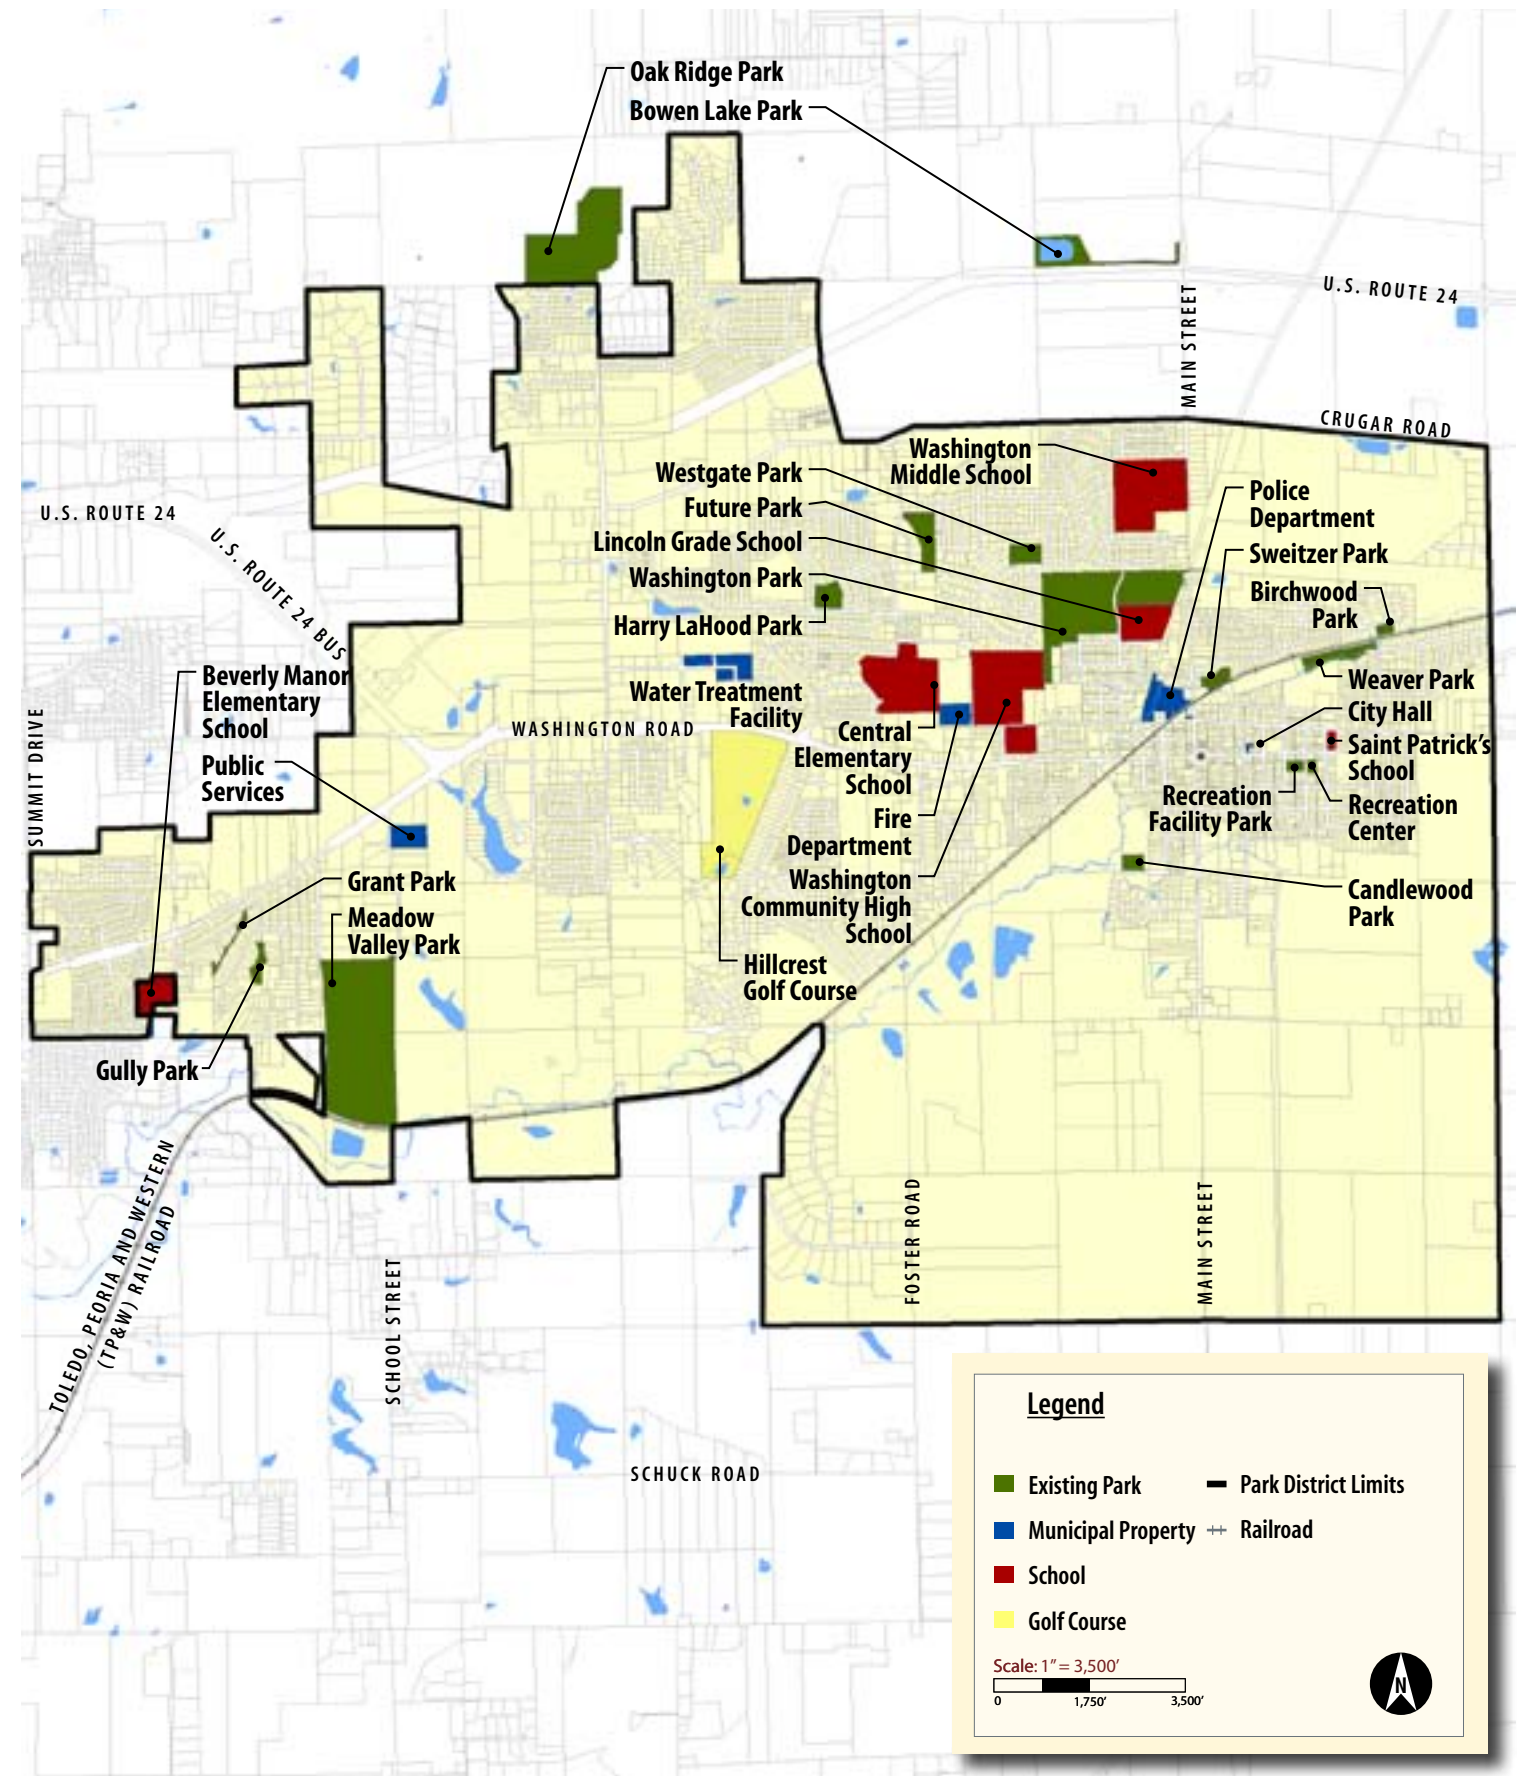 Oak Ridge Park
Bowen Lake Park
U.S. ROUTE 24
MAIN STREET
CRUGAR ROAD
Washington
Middle School
Westgate Park
Future Park
Lincoln Grade School
Washington Park
Harry LaHood Park
Police
Department
Sweitzer Park
Birchwood
Park
U.S. ROUTE 24
U.S. ROUTE 24 BUS
Beverly Manor
Elementary
School
Public
Services
SUMMIT DRIVE
Water Treatment
Facility
WASHINGTON ROAD
Central
Elementary
School
Fire
Department
Washington
Community High
School
Weaver Park
City Hall
Saint Patrick's
School
Recreation
Facility Park
Recreation
Center
Candlewood
Park
Grant Park
Meadow
Valley Park
Hillcrest
Golf Course
Gully Park
TOLEDO, PEORIA AND WESTERN
(TP&W) RAILROAD
SCHOOL STREET
FOSTER ROAD
MAIN STREET
SCHUCK ROAD
Legend
Existing Park
Municipal Property
School
Golf Course
Park District Limits
Railroad
Scale: 1" = 3,500'
0 1,750' 3,500'
N